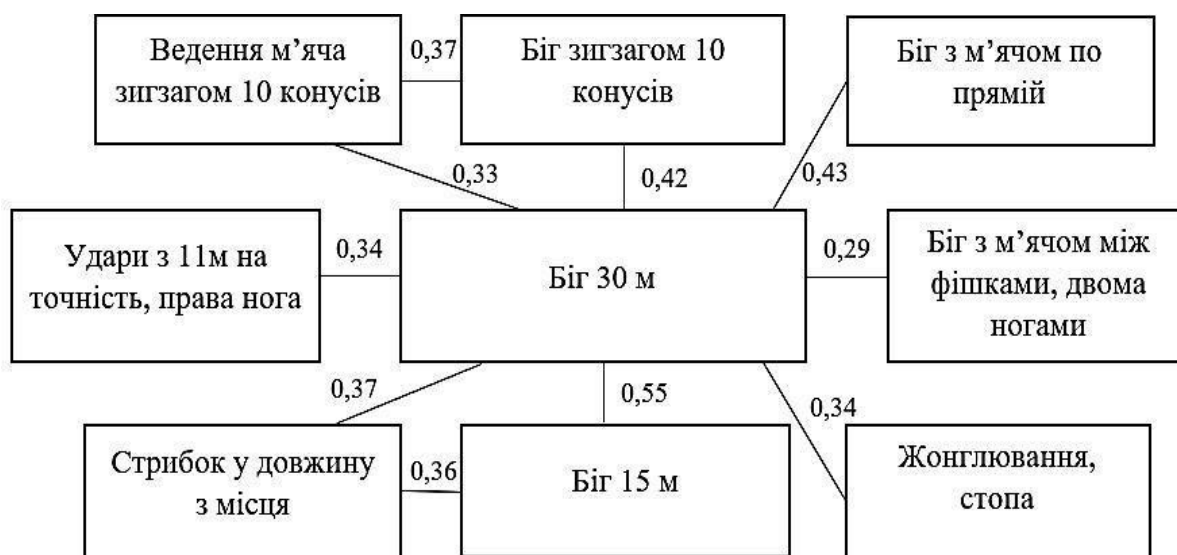 Ведення м’яча
зигзагом 10 конусів
0,37
Біг зигзагом 10
конусів
Біг з м’ячом по
прямій
0,33
0,42
0,43
Удари з 11м на
точність, права нога
0,34
Біг 30 м
0,29
Біг з м’ячом між
фішками, двома
ногами
0,37
0,55
0,34
Стрибок у довжину
з місця
0,36
Біг 15 м
Жонглювання,
стопа